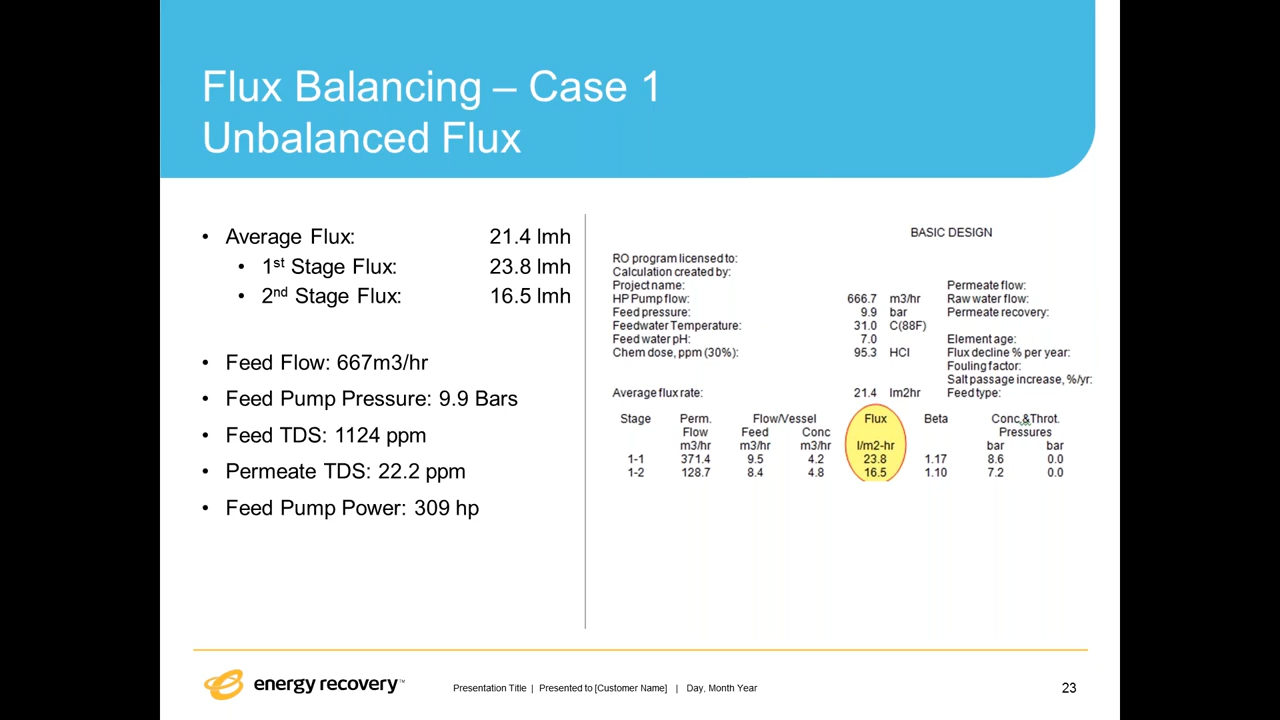 Flux Balancing – Case 1
Unbalanced Flux
• Average Flux: 21.4 lmh
• 1st Stage Flux: 23.8 lmh
• 2nd Stage Flux: 16.5 lmh
• Feed Flow: 667m3/hr
• Feed Pump Pressure: 9.9 Bars
• Feed TDS: 1124 ppm
• Permeate TDS: 22.2 ppm
• Feed Pump Power: 309 hp
BASIC DESIGN
RO program licensed to:
Calculation created by:
Project name: Permeate flow:
HP Pump flow: 666.7 m3/hr Raw water flow:
Feed pressure: 9.9 bar Permeate recovery:
Feedwater Temperature: 31.0 C(88F)
Feed water pH: 7.0 Element age:
Chem dose, ppm (30%): 95.3 HCl Flux decline % per year:
Fouling factor:
Salt passage increase, %/yr:
Average flux rate: 21.4 lm2hr Feed type:
Stage Perm. Flow/Vessel Flux Beta Conc.&Throt.
Flow Feed Conc Pressures
m3/hr m3/hr m3/hr l/m2-hr bar bar
1-1 371.4 9.5 4.2 23.8 1.17 8.6 0.0
1-2 128.7 8.4 4.8 16.5 1.10 7.2 0.0
energy recovery™
Presentation Title | Presented to [Customer Name] | Day, Month Year
23